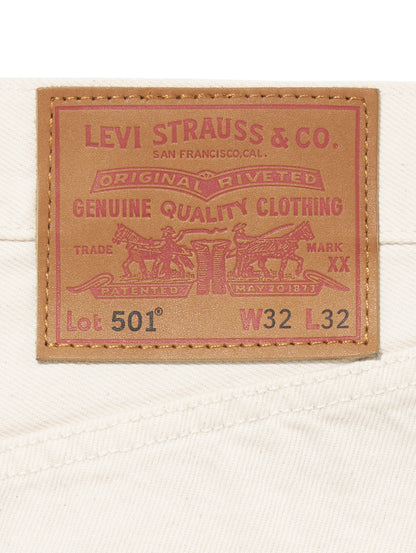 LEVI STRAUSS & CO.
SAN FRANCISCO, CAL.
ORIGINAL RIVETED
GENUINE QUALITY CLOTHING
TRADE MARK
XX
PATENTED MAY 20 1873
Lot 501® W32 L32